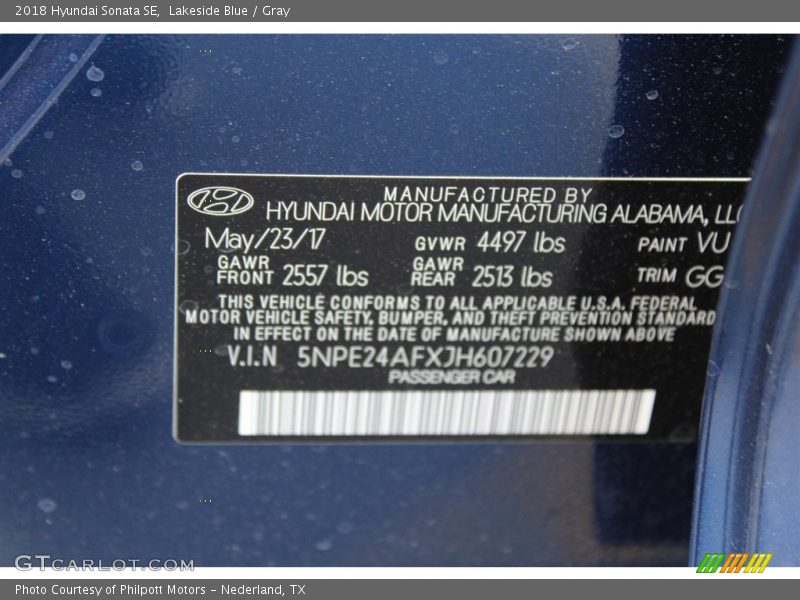 2018 Hyundai Sonata SE,  Lakeside Blue / Gray
MANUFACTURED BY
HYUNDAI MOTOR MANUFACTURING ALABAMA, LLC
May/23/17 GVWR 4497 lbs PAINT VU
GAWR FRONT 2557 lbs GAWR REAR 2513 lbs TRIM GG
THIS VEHICLE CONFORMS TO ALL APPLICABLE U.S.A. FEDERAL
MOTOR VEHICLE SAFETY, BUMPER, AND THEFT PREVENTION STANDARD
IN EFFECT ON THE DATE OF MANUFACTURE SHOWN ABOVE
V.I.N 5NPE24AFXJH607229
PASSENGER CAR
GTCARLOT.COM
Photo Courtesy of Philpott Motors - Nederland, TX